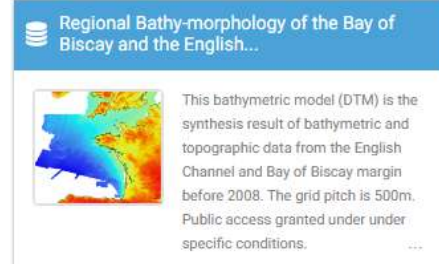 Regional Bathy-morphology of the Bay of
Biscay and the English...
This bathymetric model (DTM) is the
synthesis result of bathymetric and
topographic data from the English
Channel and Bay of Biscay margin
before 2008. The grid pitch is 500m.
Public access granted under under
specific conditions.
...